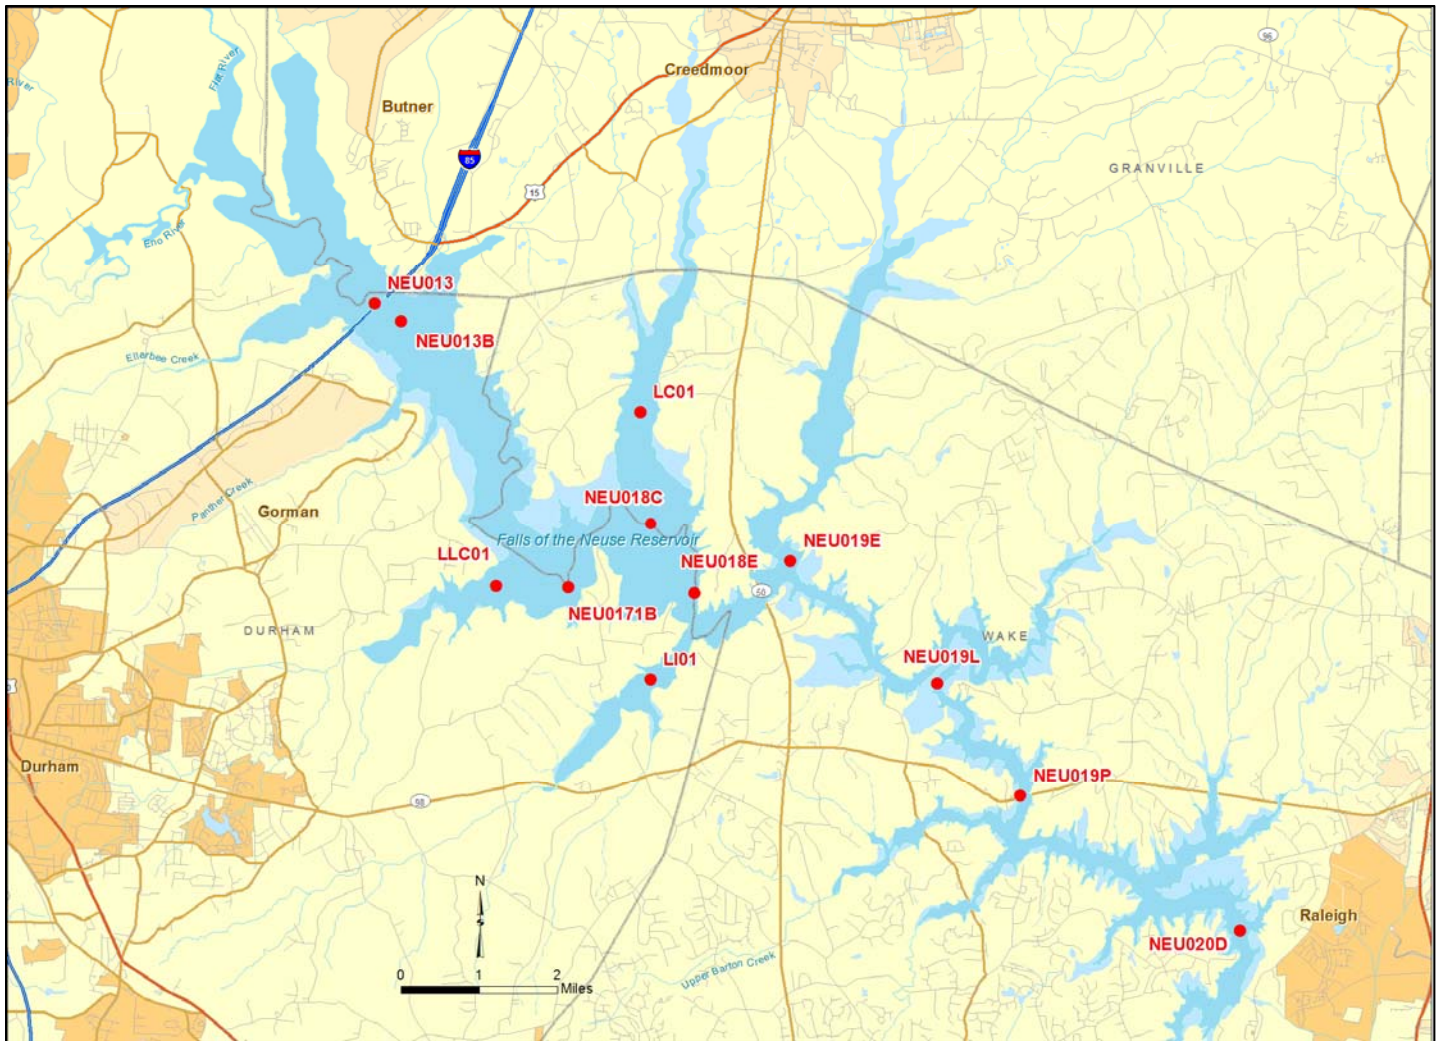 96
Flat River
River
Creedmoor
Butner
85
GRANVILLE
15
Eno River
NEU013
NEU013B
Ellerbee Creek
LC01
Panther Creek
NEU018C
Gorman
Falls of the Neuse Reservoir
NEU019E
LLC01
NEU018E
50
NEU0171B
DURHAM
WAKE
LI01
NEU019L
Durham
NEU019P
98
N
Raleigh
NEU020D
Upper Barton Creek
0 1 2
Miles